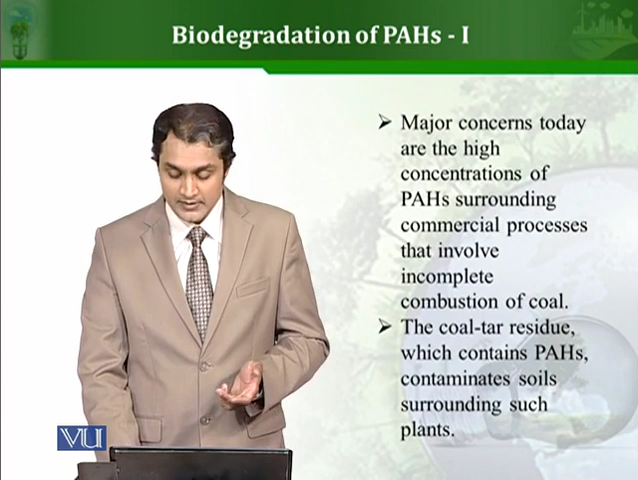 Biodegradation of PAHs - I
➤ Major concerns today
are the high
concentrations of
PAHs surrounding
commercial processes
that involve
incomplete
combustion of coal.
➤ The coal-tar residue,
which contains PAHs,
contaminates soils
surrounding such
plants.
VU